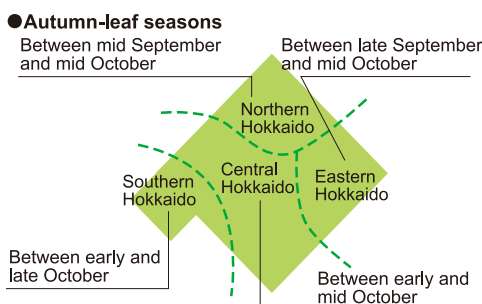 ●Autumn-leaf seasons
Between mid September
and mid October
Between late September
and mid October
Northern
Hokkaido
Central
Hokkaido
Southern
Hokkaido
Eastern
Hokkaido
Between early and
late October
Between early and
mid October